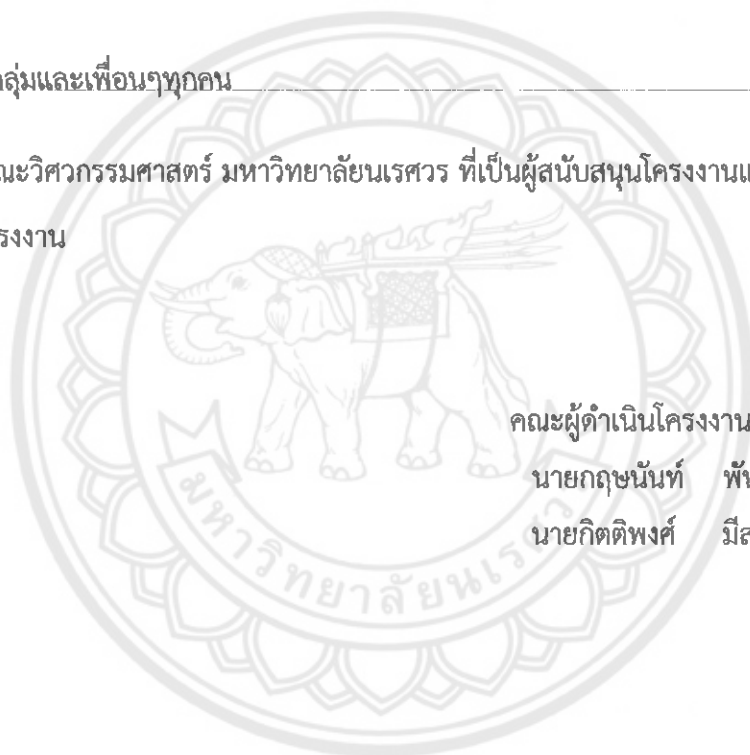 ลุ่มและเพื่อนๆทุกคน
ณะวิศวกรรมศาสตร์ มหาวิทยาลัยนเรศวร ที่เป็นผู้สนับสนุนโครงงานแ
รงงาน
คณะผู้ดำเนินโครงงาน
นายกฤษนันท์ พัน
นายกิตติพงศ์ มีส
มหาวิทยาลัยนเรศวร